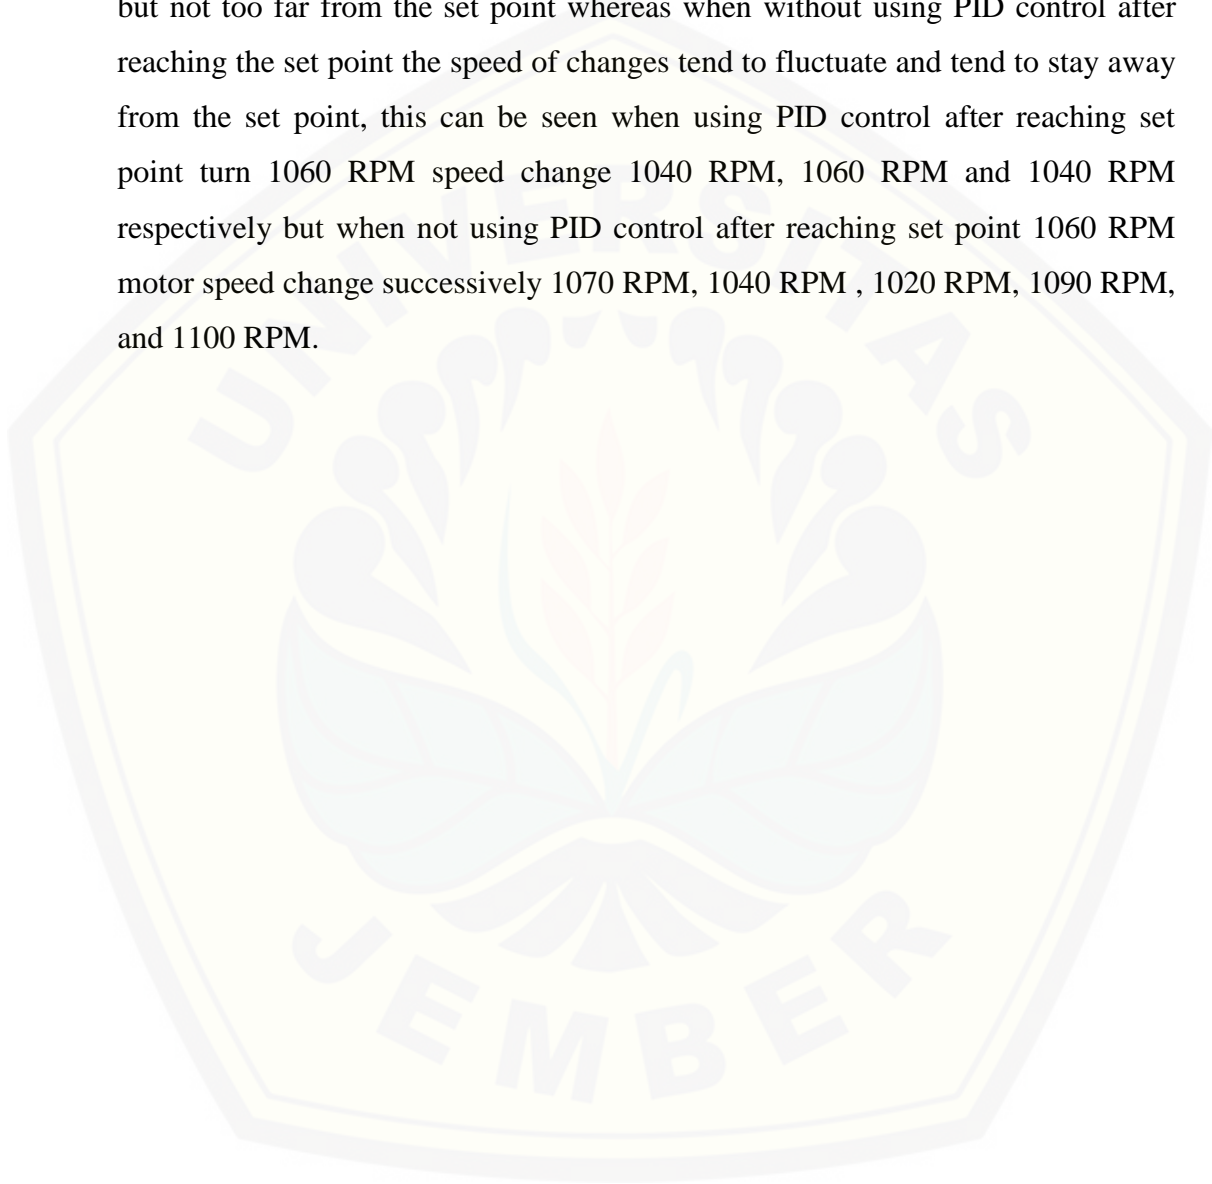 but not too far from the set point whereas when without using PID control after
reaching the set point the speed of changes tend to fluctuate and tend to stay away
from the set point, this can be seen when using PID control after reaching set
point turn 1060 RPM speed change 1040 RPM, 1060 RPM and 1040 RPM
respectively but when not using PID control after reaching set point 1060 RPM
motor speed change successively 1070 RPM, 1040 RPM , 1020 RPM, 1090 RPM,
and 1100 RPM.
UNIVERSITAS
JEMBER